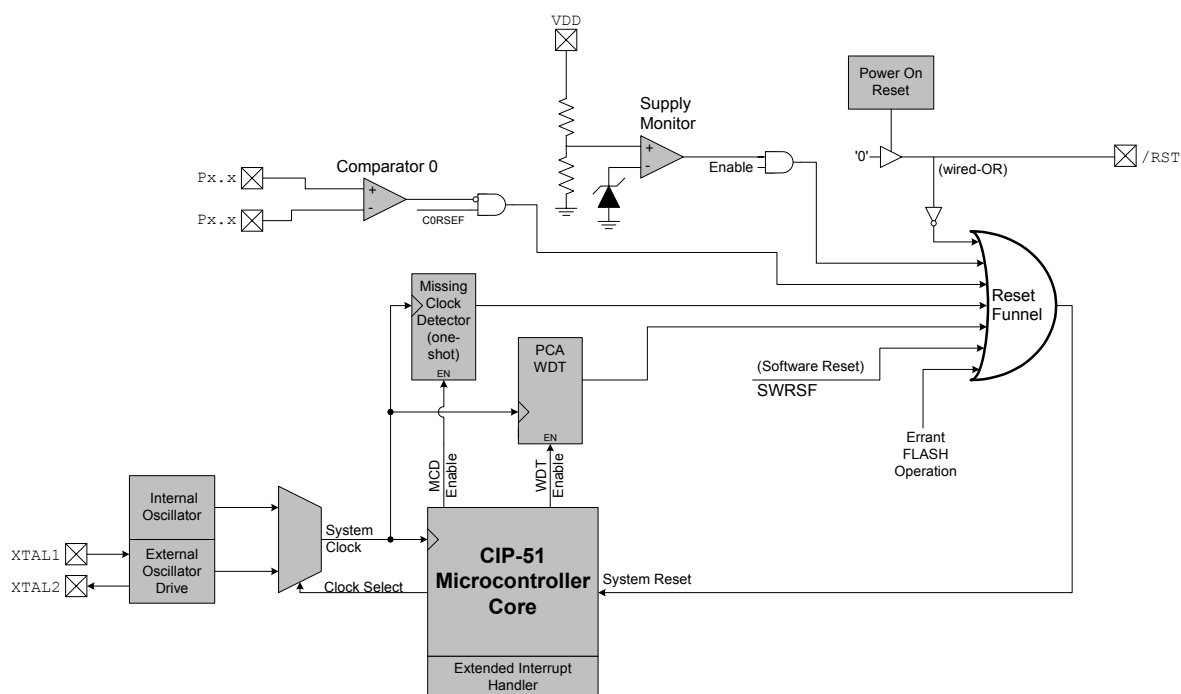 VDD
Power On
Reset
Supply
Monitor
'0'
/RST
(wired-OR)
Enable
Comparator 0
Px.x
+
-
+
-
Px.x
C0RSEF
Missing
Clock
Detector
(one-
shot)
EN
Reset
Funnel
PCA
WDT
EN
(Software Reset)
SWRSF
Errant
FLASH
Operation
MCD
Enable
WDT
Enable
Internal
Oscillator
System
Clock
XTAL1
XTAL2
External
Oscillator
Drive
Clock Select
CIP-51
Microcontroller
Core
System Reset
Extended Interrupt
Handler